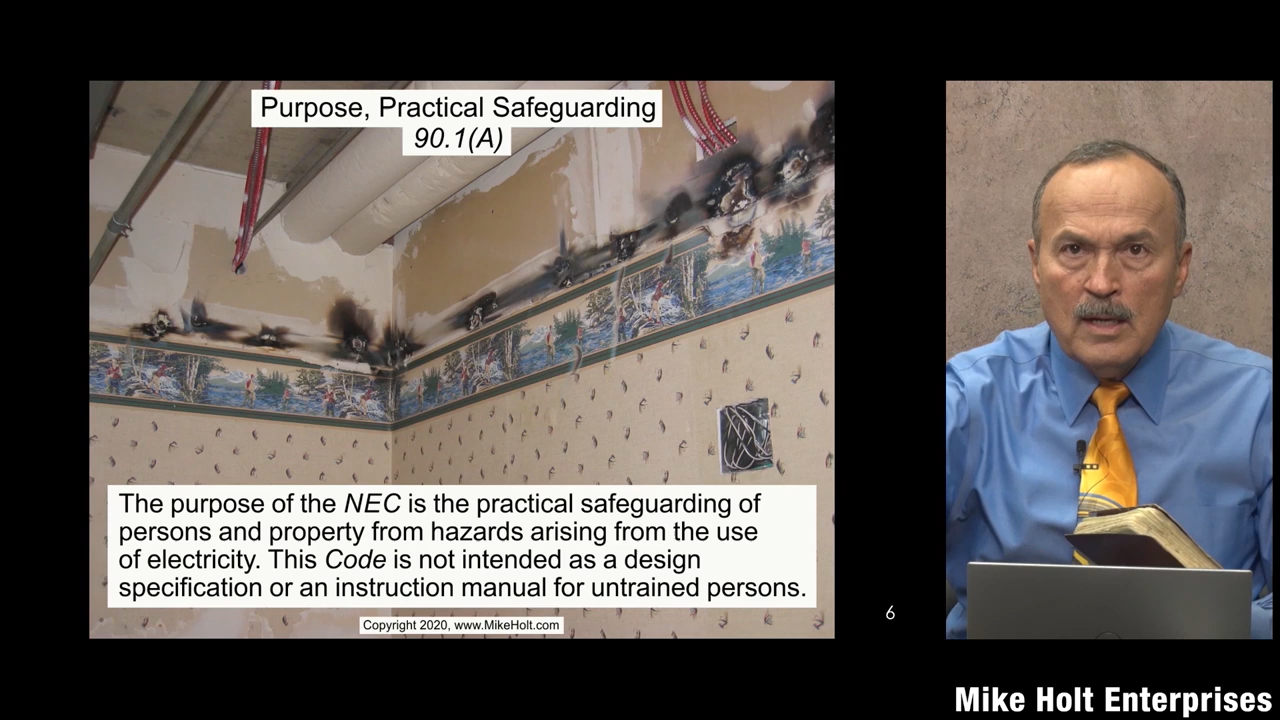 Purpose, Practical Safeguarding
90.1(A)
The purpose of the NEC is the practical safeguarding of
persons and property from hazards arising from the use
of electricity. This Code is not intended as a design
specification or an instruction manual for untrained persons.
Copyright 2020, www.MikeHolt.com
6
Mike Holt Enterprises